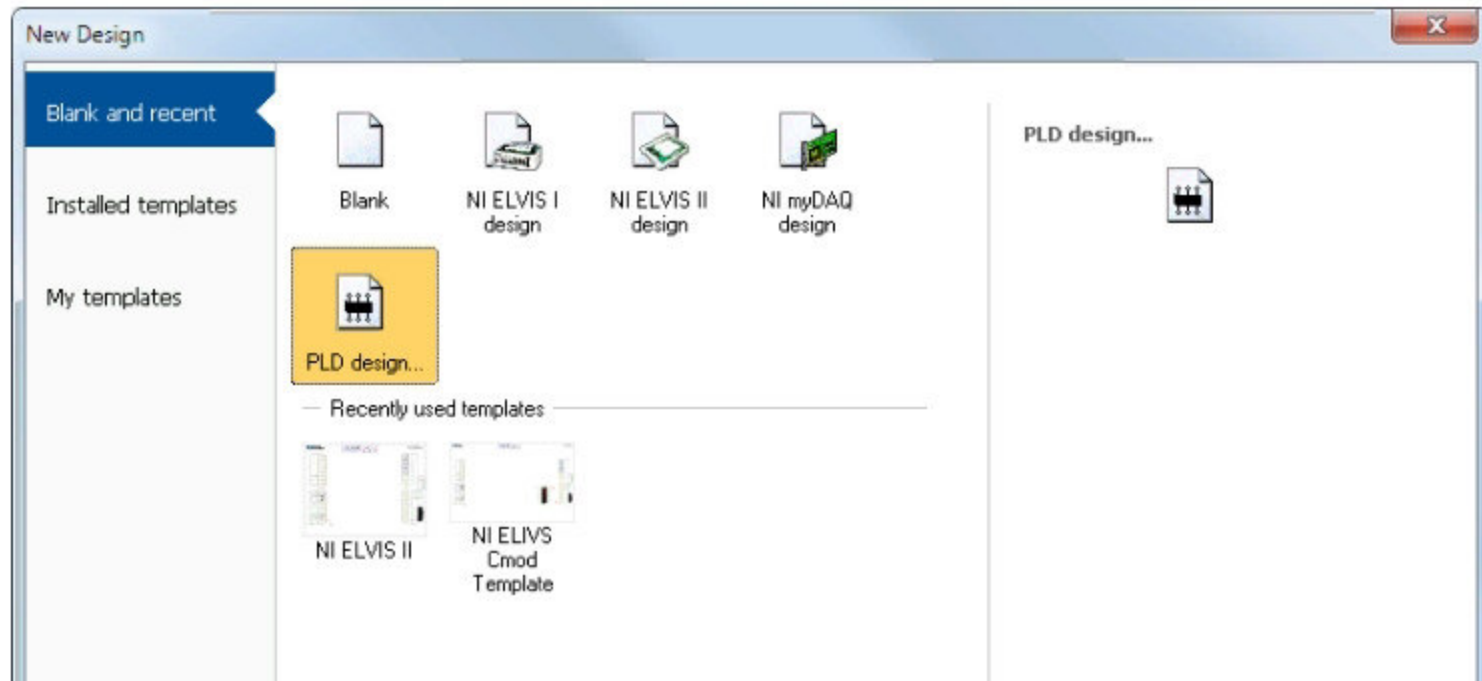 New Design
Blank and recent
Installed templates
My templates
Blank
NI ELVIS I
design
NI ELVIS II
design
NI myDAQ
design
PLD design...
Recently used templates
NI ELVIS II
NI ELIVS
Cmod
Template
PLD design...